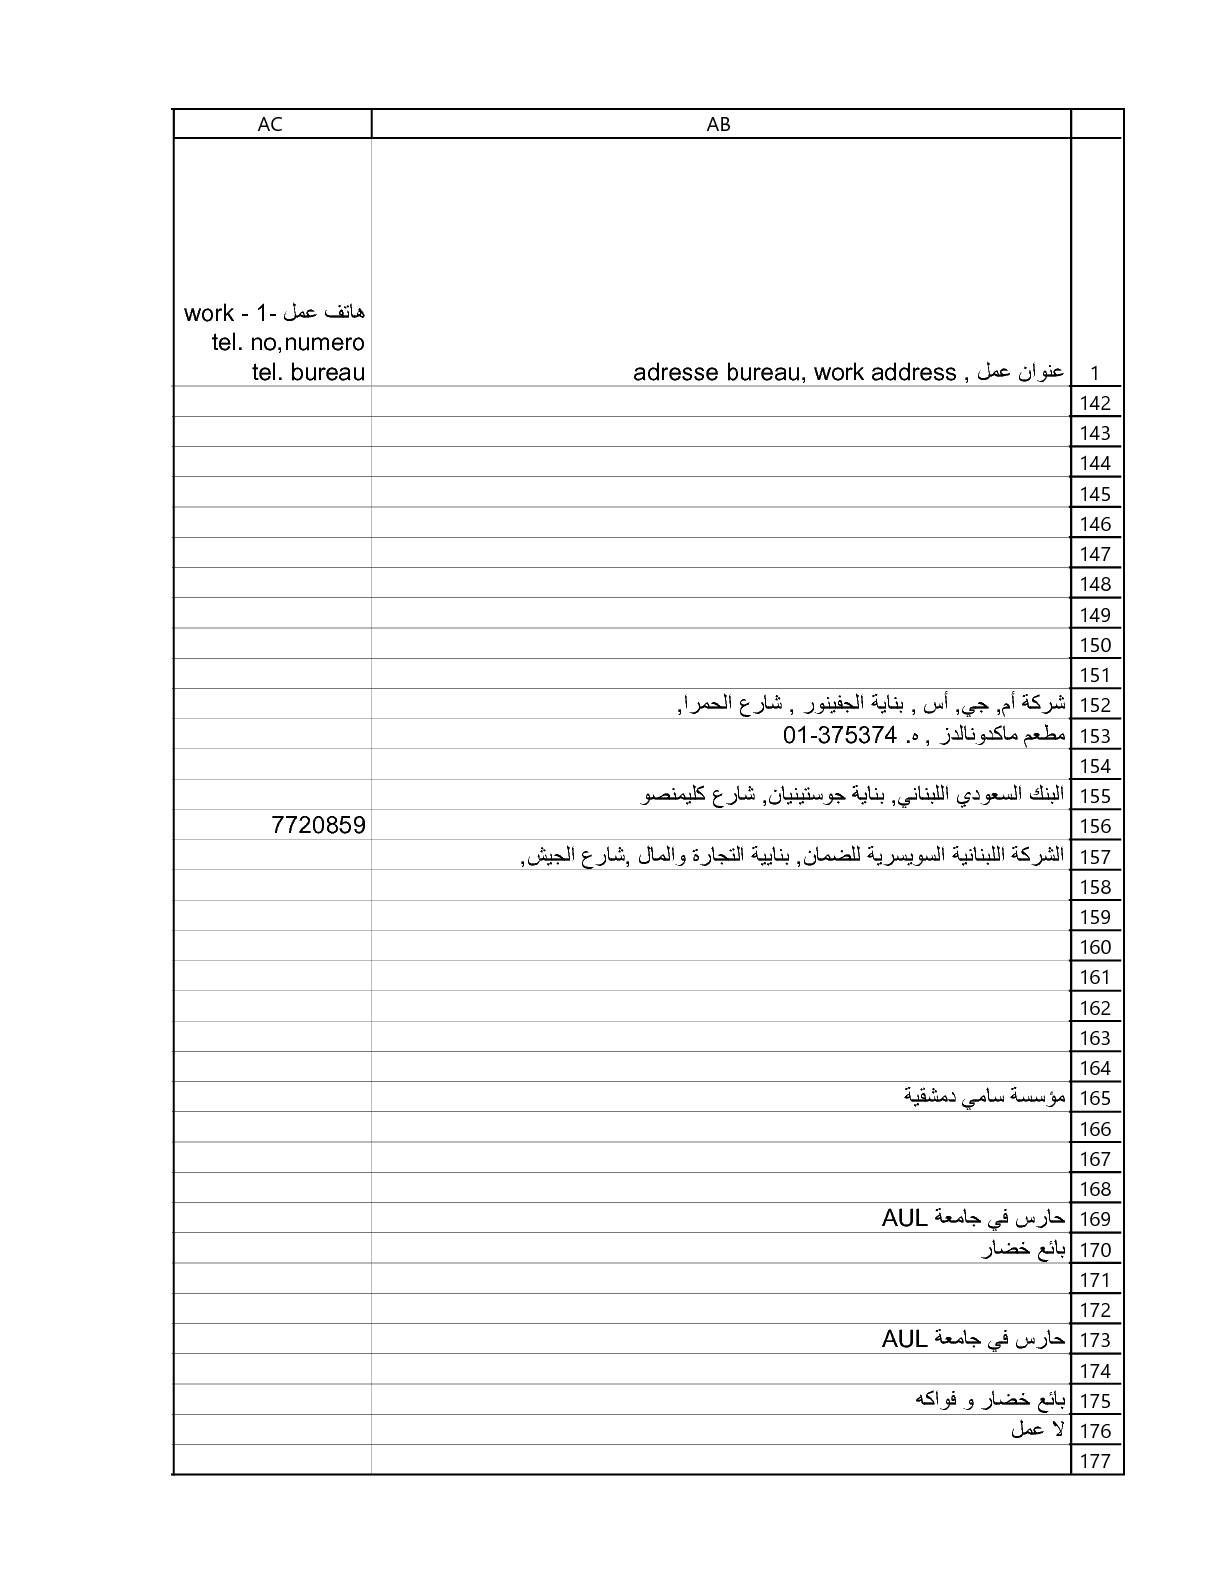 AB AC
1 عنوان عمل , adresse bureau, work address هاتف عمل -1 - work tel. no,numero tel. bureau
142
143
144
145
146
147
148
149
150
151
152 شركة أم, جي, أس , بناية الجفينور , شارع الحمرا,
153 مطعم ماكدونالدز , ه. 01-375374
154
155 البنك السعودي اللبناني, بناية جوستينيان, شارع كليمنصو
156 7720859
157 الشركة اللبنانية السويسرية للضمان, بنايية التجارة والمال ,شارع الجيش,
158
159
160
161
162
163
164
165 مؤسسة سامي دمشقية
166
167
168
169 حارس في جامعة AUL
170 بائع خضار
171
172
173 حارس في جامعة AUL
174
175 بائع خضار و فواكه
176 لا عمل
177